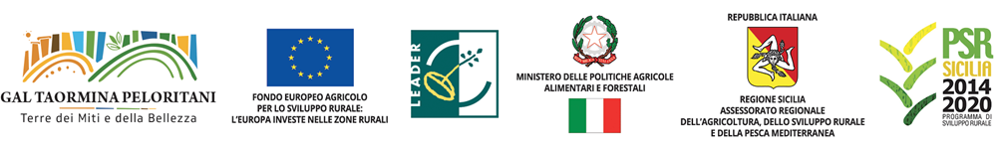 GAL TAORMINA PELORITANI
Terre dei Miti e della Bellezza
FONDO EUROPEO AGRICOLO
PER LO SVILUPPO RURALE:
L'EUROPA INVESTE NELLE ZONE RURALI
LEADER
MINISTERO DELLE POLITICHE AGRICOLE
ALIMENTARI E FORESTALI
REPUBBLICA ITALIANA
REGIONE SICILIA
ASSESSORATO REGIONALE
DELL'AGRICOLTURA, DELLO SVILUPPO RURALE
E DELLA PESCA MEDITERRANEA
PSR
SICILIA
2014
2020
PROGRAMMA DI
SVILUPPO RURALE